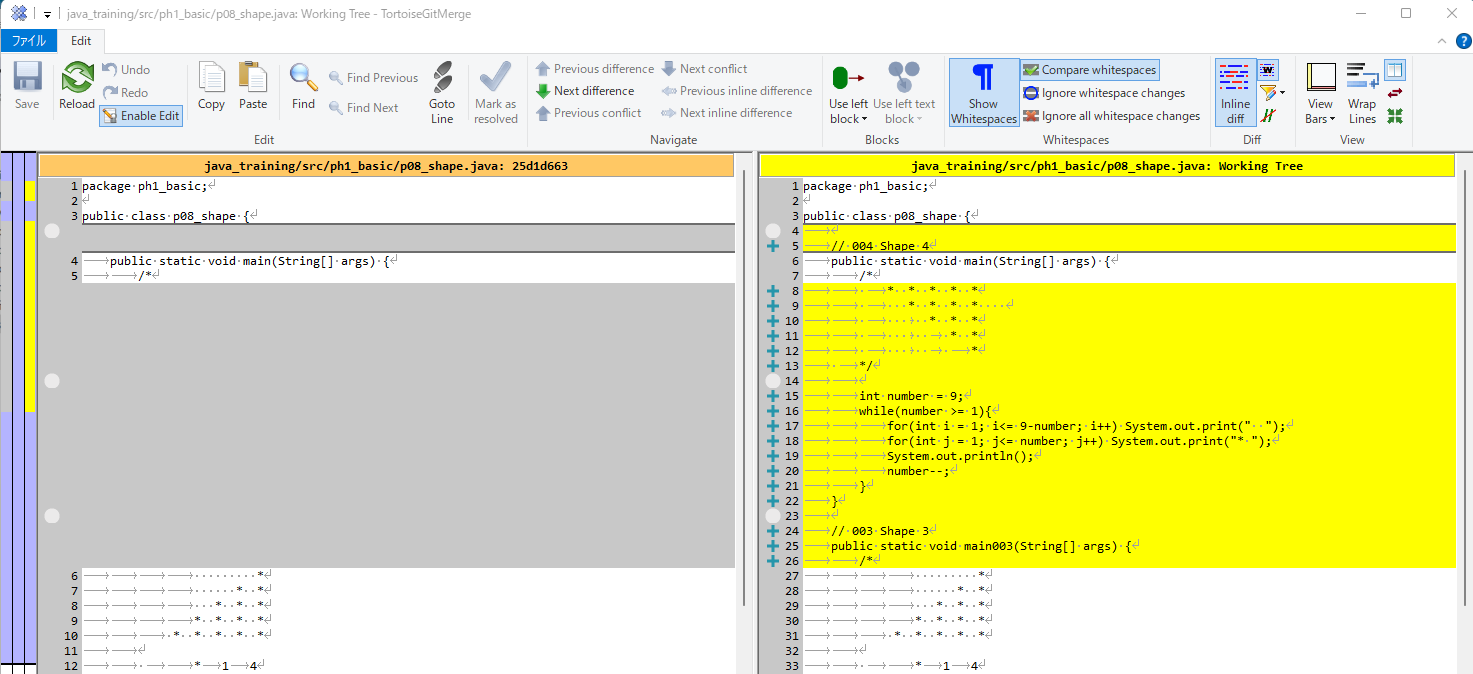 java_training/src/ph1_basic/p08_shape.java: Working Tree - TortoiseGitMerge
ファイル Edit
Save Reload Undo Redo Enable Edit Copy Paste Find Find Previous Find Next Goto Line Mark as resolved
Previous difference Next difference Previous conflict Next conflict Previous inline difference Next inline difference
Use left block Use left text block
Show Whitespaces Compare whitespaces Ignore whitespace changes Ignore all whitespace changes
Inline diff View Bars Wrap Lines
Edit Navigate Blocks Whitespaces Diff View
java_training/src/ph1_basic/p08_shape.java: 25d1d663
1 package ph1_basic;
2
3 public class p08_shape {
4 public static void main(String[] args) {
5 /*
6 *
7 * *
8 * * *
9 * * * *
10 * * * * *
11
12 * 1 4
java_training/src/ph1_basic/p08_shape.java: Working Tree
1 package ph1_basic;
2
3 public class p08_shape {
4
5 // 004 Shape 4
6 public static void main(String[] args) {
7 /*
8 * * * * *
9 * * * *
10 * * *
11 * *
12 *
13 */
14
15 int number = 9;
16 while(number >= 1){
17 for(int i = 1; i<= 9-number; i++) System.out.print("  ");
18 for(int j = 1; j<= number; j++) System.out.print("* ");
19 System.out.println();
20 number--;
21 }
22 }
23
24 // 003 Shape 3
25 public static void main003(String[] args) {
26 /*
27 *
28 * *
29 * * *
30 * * * *
31 * * * * *
32
33 * 1 4